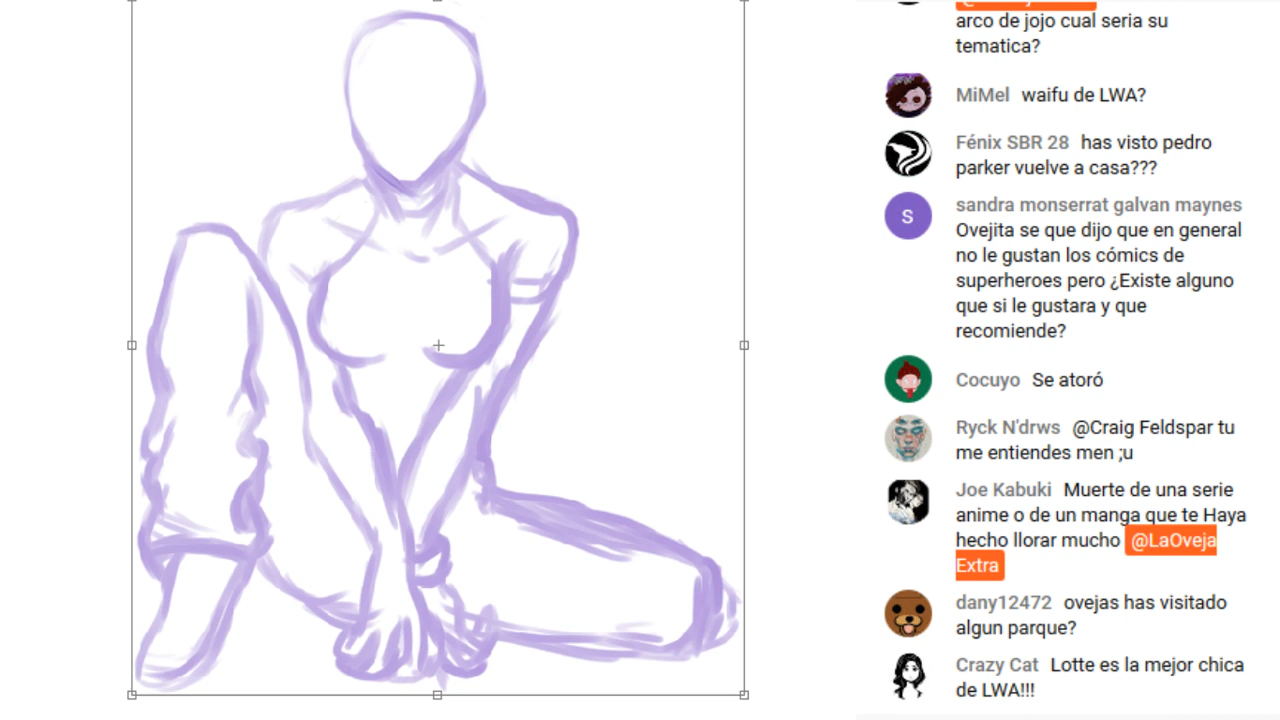 arco de jojo cual seria su
tematica?
MiMel waifu de LWA?
Fénix SBR 28 has visto pedro
parker vuelve a casa???
S
sandra monserrat galvan maynes
Ovejita se que dijo que en general
no le gustan los cómics de
superheroes pero ¿Existe alguno
que si le gustara y que
recomiende?
Cocuyo Se atoró
Ryck N'drws @Craig Feldspar tu
me entiendes men ;u
Joe Kabuki Muerte de una serie
anime o de un manga que te Haya
hecho llorar mucho @LaOveja
Extra
dany12472 ovejas has visitado
algun parque?
Crazy Cat Lotte es la mejor chica
de LWA!!!